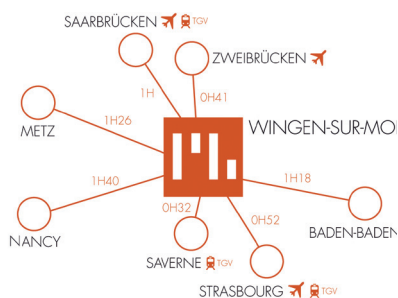 SAARBRÜCKEN TGV
ZWEIBRÜCKEN
1H
0H41
METZ
1H26
WINGEN-SUR-MO
1H40
1H18
NANCY
0H32
0H52
BADEN-BADEN
SAVERNE TGV
STRASBOURG TGV